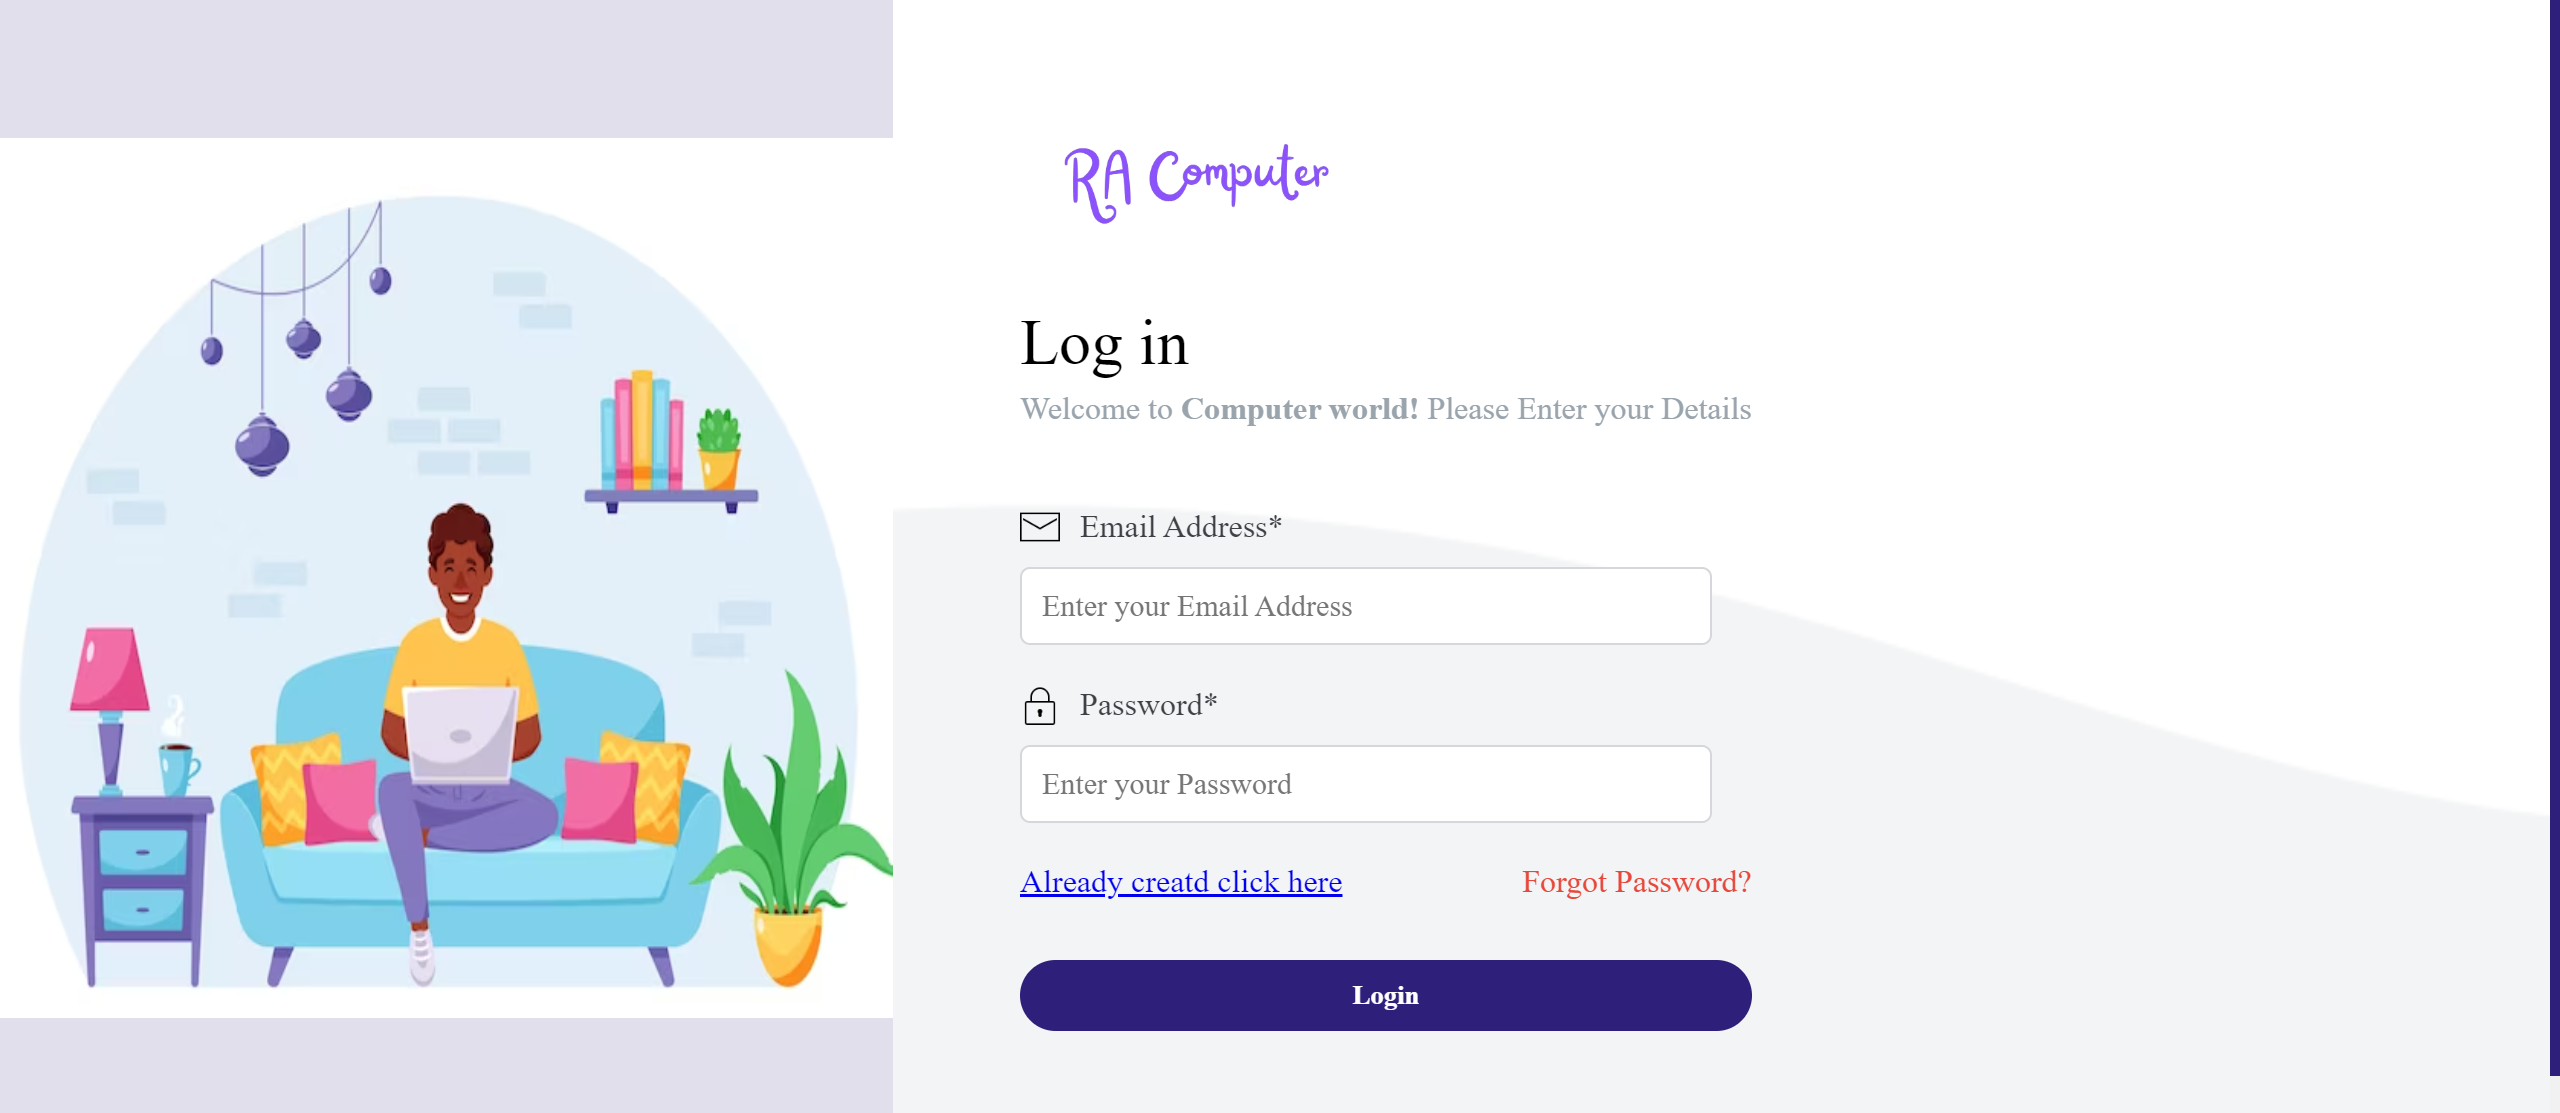 RA Computer
Log in
Welcome to Computer world! Please Enter your Details
Email Address*
Enter your Email Address
Password*
Enter your Password
Already creatd click here
Forgot Password?
Login